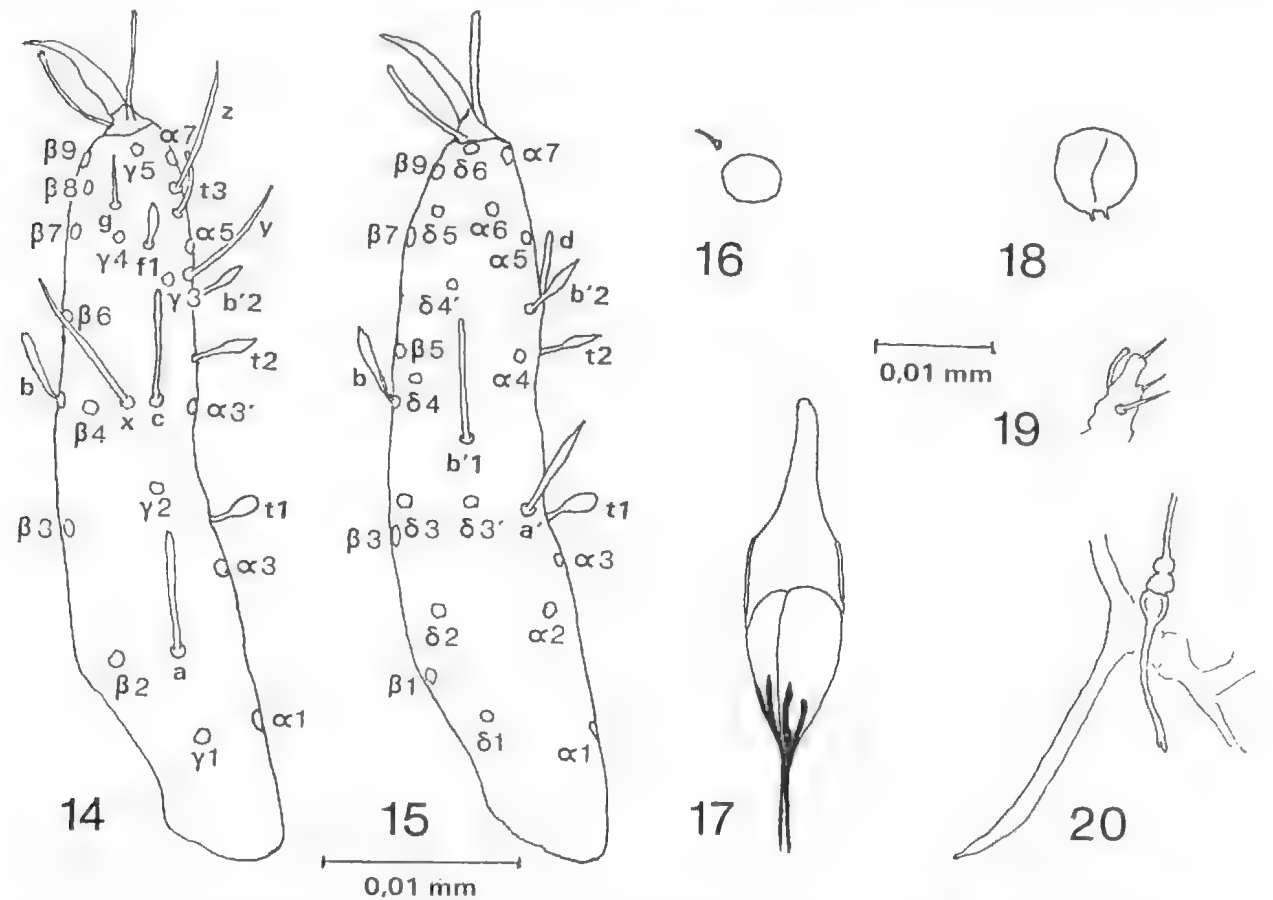 z
α7
β9
γ5
β8
t3
g
y
β7
γ4
f1
α5
γ3
b'2
β6
t2
b
β4
x
c
α3'
γ2
t1
β3
α3
β2
a
α1
γ1
14
β9
δ6
α7
β7
δ5
α6
α5
d
δ4'
b'2
β5
α4
t2
b
δ4
b'1
δ3
δ3'
a'
t1
β3
α3
δ2
α2
β1
δ1
α1
15
0,01 mm
16
18
0,01 mm
19
17
20